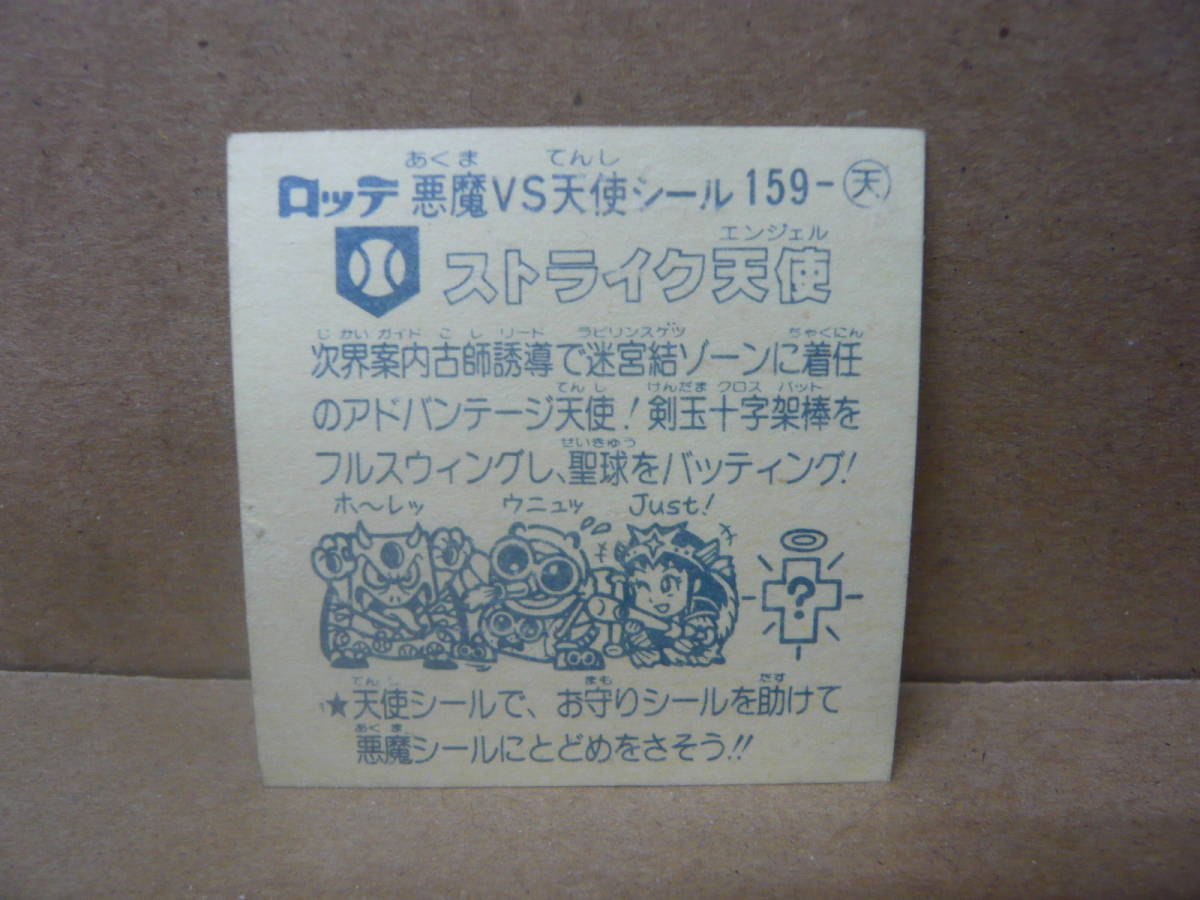 あくま てんし
ロッテ 悪魔VS天使シール 159-天
エンジェル
ストライク天使
じかい ガイド こ し リード ラビリンスゲツ ちゃくにん
次界案内古師誘導で迷宮結ゾーンに着任
てんし けんだま クロス バット
のアドバンテージ天使!剣玉十字架棒を
せいきゅう
フルスウィングし、聖球をバッティング!
ホ〜レッ ウニュッ Just!
?
てんし まも たす
★天使シールで、お守りシールを助けて
あくま
悪魔シールにとどめをさそう!!